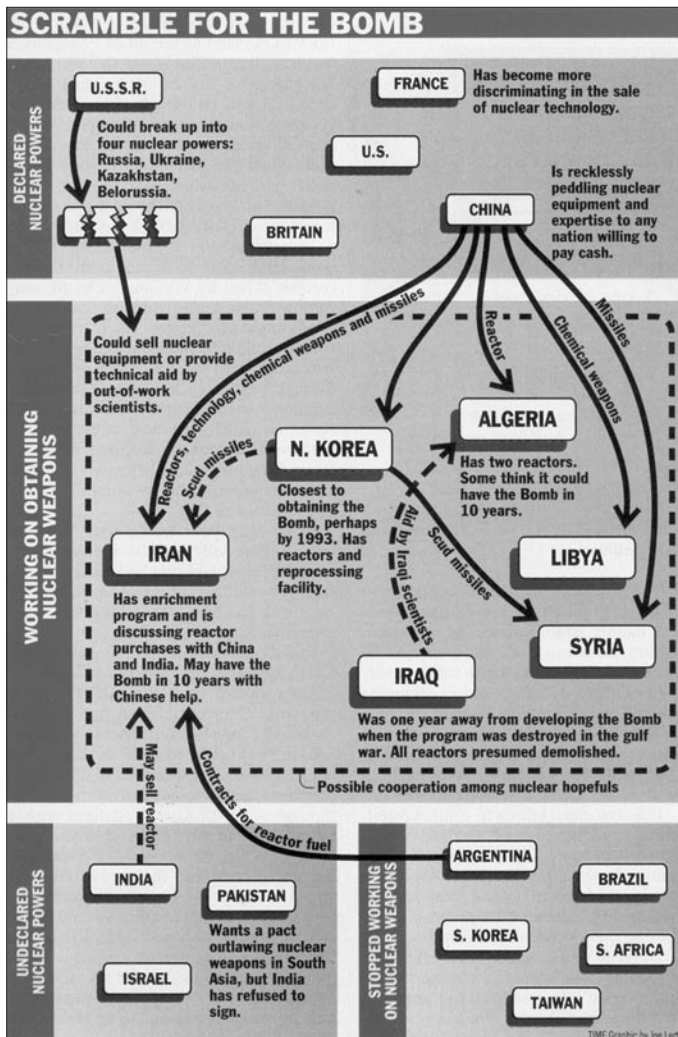 SCRAMBLE FOR THE BOMB
DECLARED
NUCLEAR POWERS
U.S.S.R.
Could break up into
four nuclear powers:
Russia, Ukraine,
Kazakhstan,
Belorussia.
FRANCE
Has become more
discriminating in the sale
of nuclear technology.
U.S.
BRITAIN
CHINA
Is recklessly
peddling nuclear
equipment and
expertise to any
nation willing to
pay cash.
WORKING ON OBTAINING
NUCLEAR WEAPONS
Could sell nuclear
equipment or provide
technical aid by
out-of-work
scientists.
Reactors, technology, chemical weapons and missiles
Reactor
Chemical weapons
Missiles
Scud missiles
N. KOREA
Closest to
obtaining the
Bomb, perhaps
by 1993. Has
reactors and
reprocessing
facility.
ALGERIA
Has two reactors.
Some think it could
have the Bomb in
10 years.
Aid by Iraqi scientists
Scud missiles
IRAN
Has enrichment
program and is
discussing reactor
purchases with China
and India. May have the
Bomb in 10 years with
Chinese help.
LIBYA
SYRIA
IRAQ
Was one year away from developing the Bomb
when the program was destroyed in the gulf
war. All reactors presumed demolished.
Possible cooperation among nuclear hopefuls
May sell reactor
Contracts for reactor fuel
UNDECLARED
NUCLEAR POWERS
INDIA
PAKISTAN
Wants a pact
outlawing nuclear
weapons in South
Asia, but India
has refused to
sign.
ISRAEL
STOPPED WORKING
ON NUCLEAR WEAPONS
ARGENTINA
BRAZIL
S. KOREA
S. AFRICA
TAIWAN
TIME Graphic by Joe